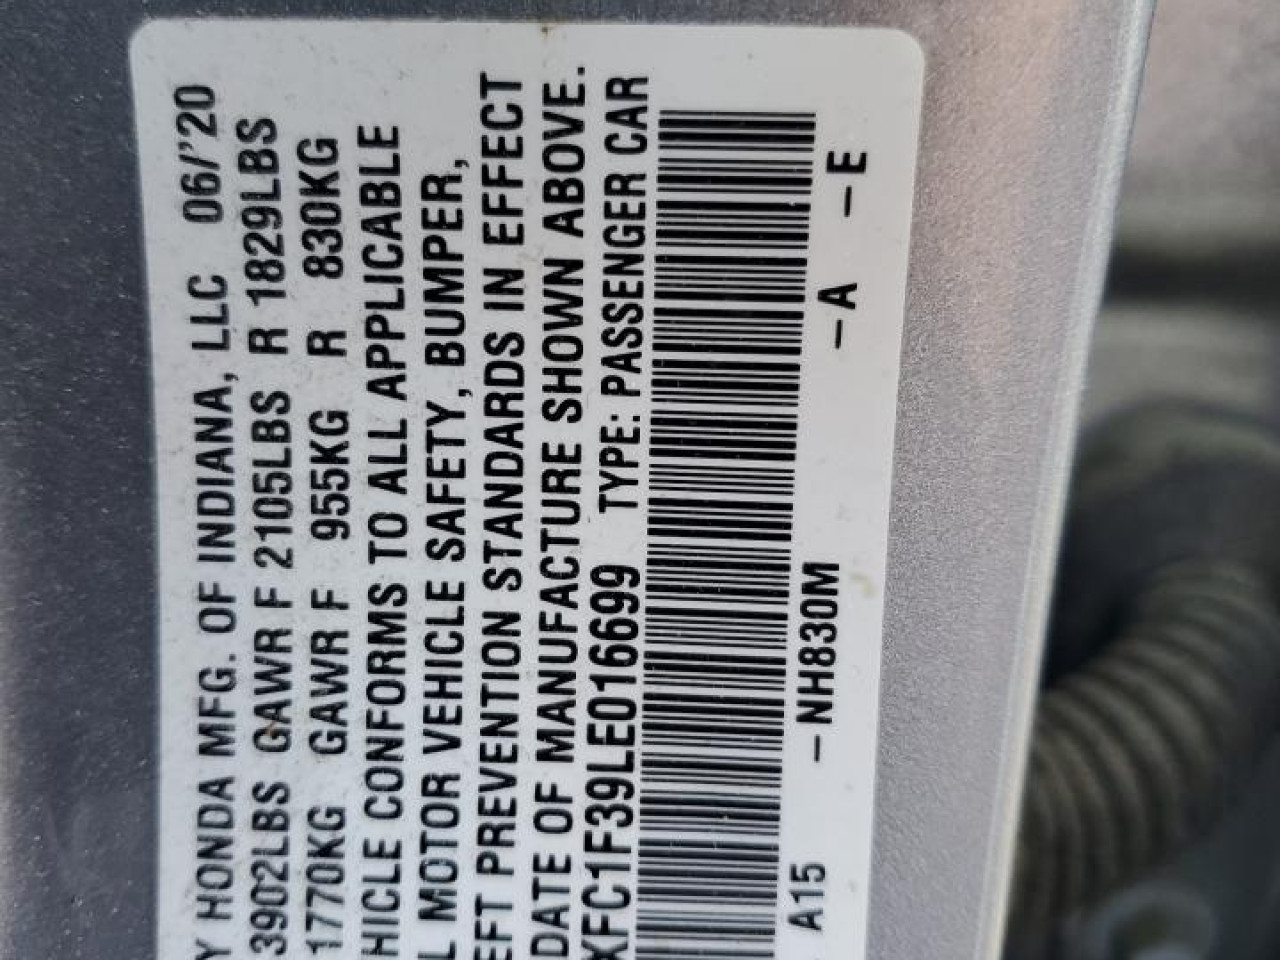 Y HONDA MFG. OF INDIANA, LLC 06/'20
3902LBS GAWR F 2105LBS R 1829LBS
1770KG GAWR F 955KG R 830KG
HICLE CONFORMS TO ALL APPLICABLE
L MOTOR VEHICLE SAFETY, BUMPER,
EFT PREVENTION STANDARDS IN EFFECT
DATE OF MANUFACTURE SHOWN ABOVE.
XFC1F39LE016699 TYPE: PASSENGER CAR
A15 –NH830M –A –E